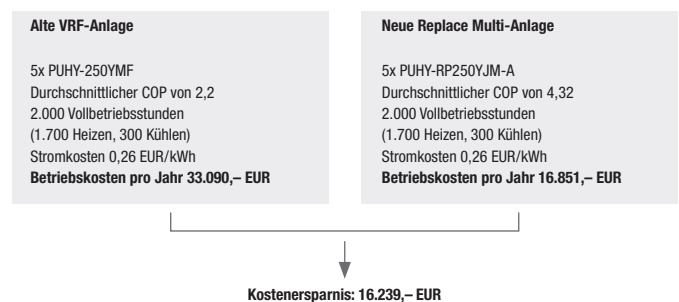 Alte VRF-Anlage
5x PUHY-250YMF
Durchschnittlicher COP von 2,2
2.000 Vollbetriebsstunden
(1.700 Heizen, 300 Kühlen)
Stromkosten 0,26 EUR/kWh
Betriebskosten pro Jahr 33.090,– EUR
Neue Replace Multi-Anlage
5x PUHY-RP250YJM-A
Durchschnittlicher COP von 4,32
2.000 Vollbetriebsstunden
(1.700 Heizen, 300 Kühlen)
Stromkosten 0,26 EUR/kWh
Betriebskosten pro Jahr 16.851,– EUR
Kostenersparnis: 16.239,– EUR